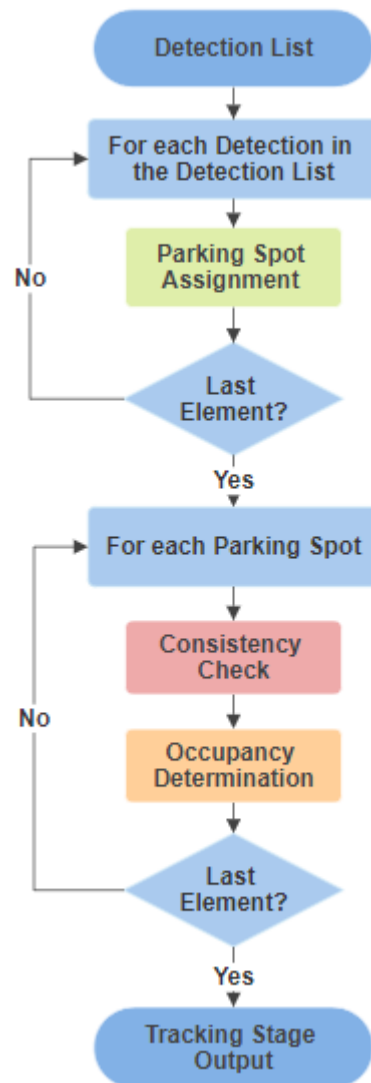 Detection List
For each Detection in
the Detection List
Parking Spot
Assignment
No
Last
Element?
Yes
For each Parking Spot
Consistency
Check
No
Occupancy
Determination
Last
Element?
Yes
Tracking Stage
Output